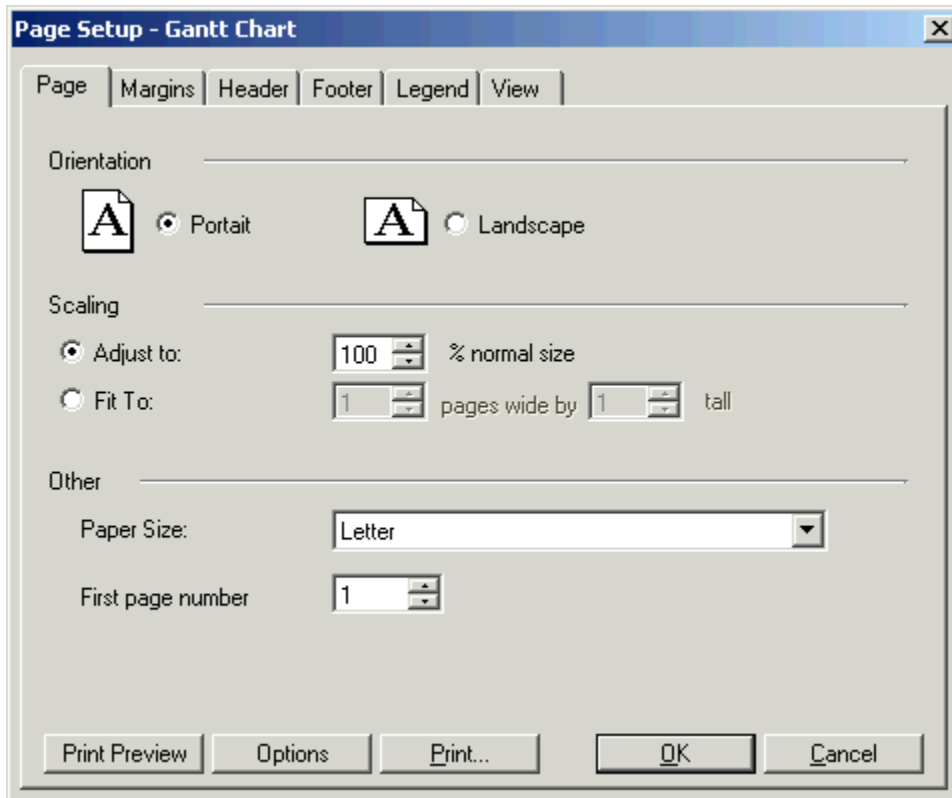 Page Setup - Gantt Chart
Page Margins Header Footer Legend View
Orientation
A Portait A Landscape
Scaling
Adjust to: 100 % normal size
Fit To: 1 pages wide by 1 tall
Other
Paper Size: Letter
First page number 1
Print Preview Options Print... OK Cancel